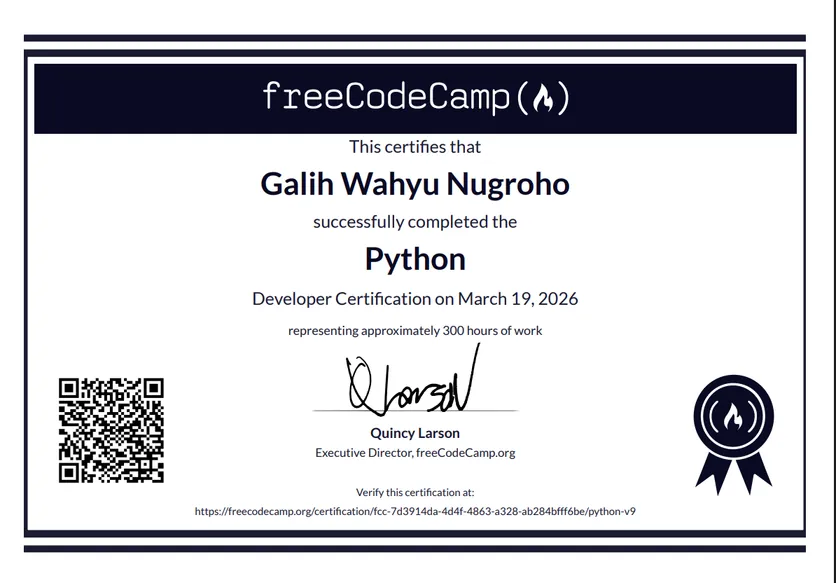 freeCodeCamp
This certifies that
Galih Wahyu Nugroho
successfully completed the
Python
Developer Certification on March 19, 2026
representing approximately 300 hours of work
Quincy Larson
Executive Director, freeCodeCamp.org
Verify this certification at:
https://freecodecamp.org/certification/fcc-7d3914da-4d4f-4863-a328-ab284bfff6be/python-v9